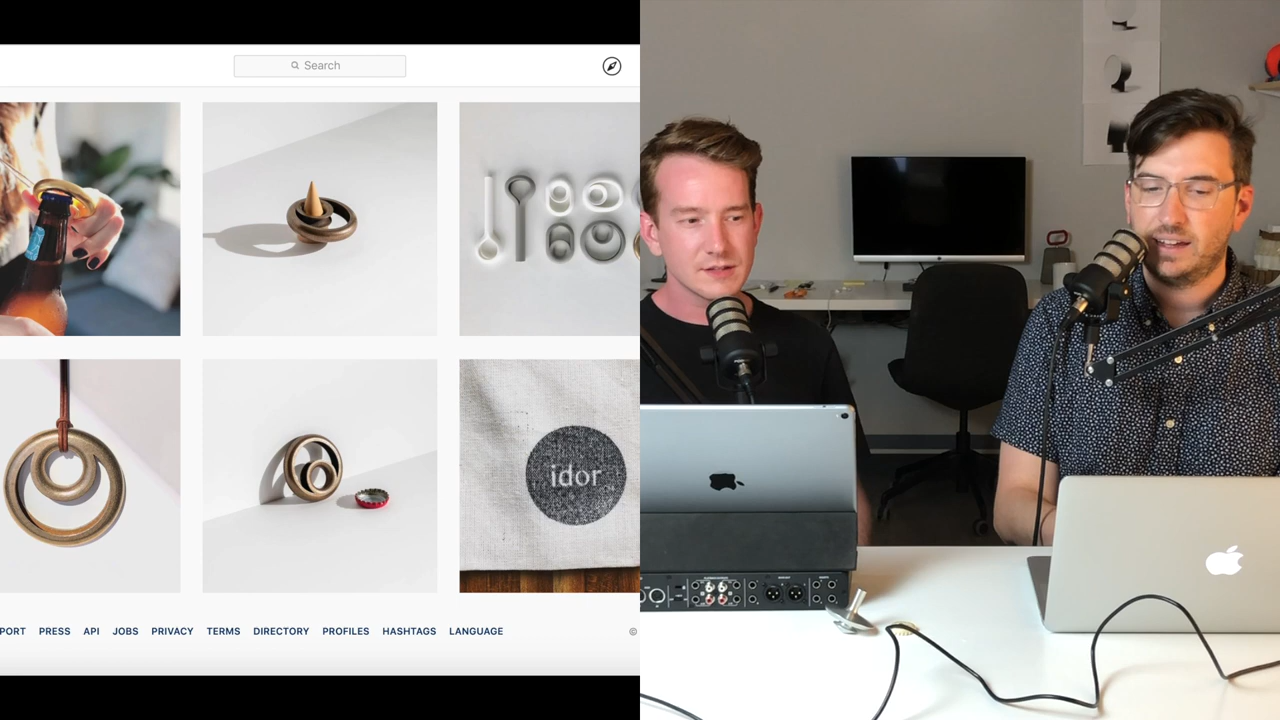 Search
idor
PORT PRESS API JOBS PRIVACY TERMS DIRECTORY PROFILES HASHTAGS LANGUAGE
©